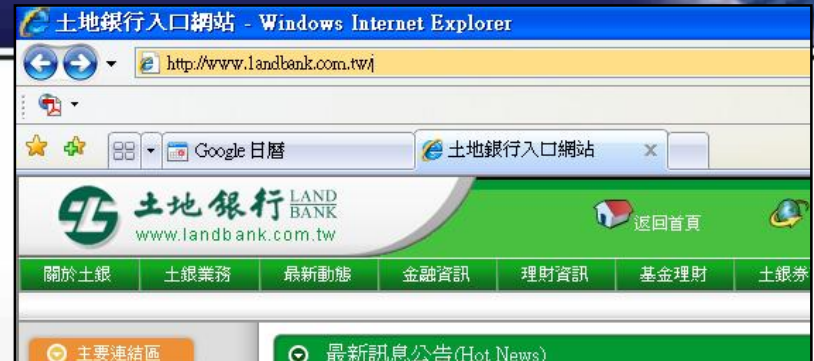 土地銀行入口網站 - Windows Internet Explorer
http://www.1andbank.com.tw/
Google 日曆 土地銀行入口網站 x
土地銀行 LAND BANK
www.landbank.com.tw
返回首頁
關於土銀 土銀業務 最新動態 金融資訊 理財資訊 基金理財 土銀券
主要連結區 最新訊息公告(Hot News)